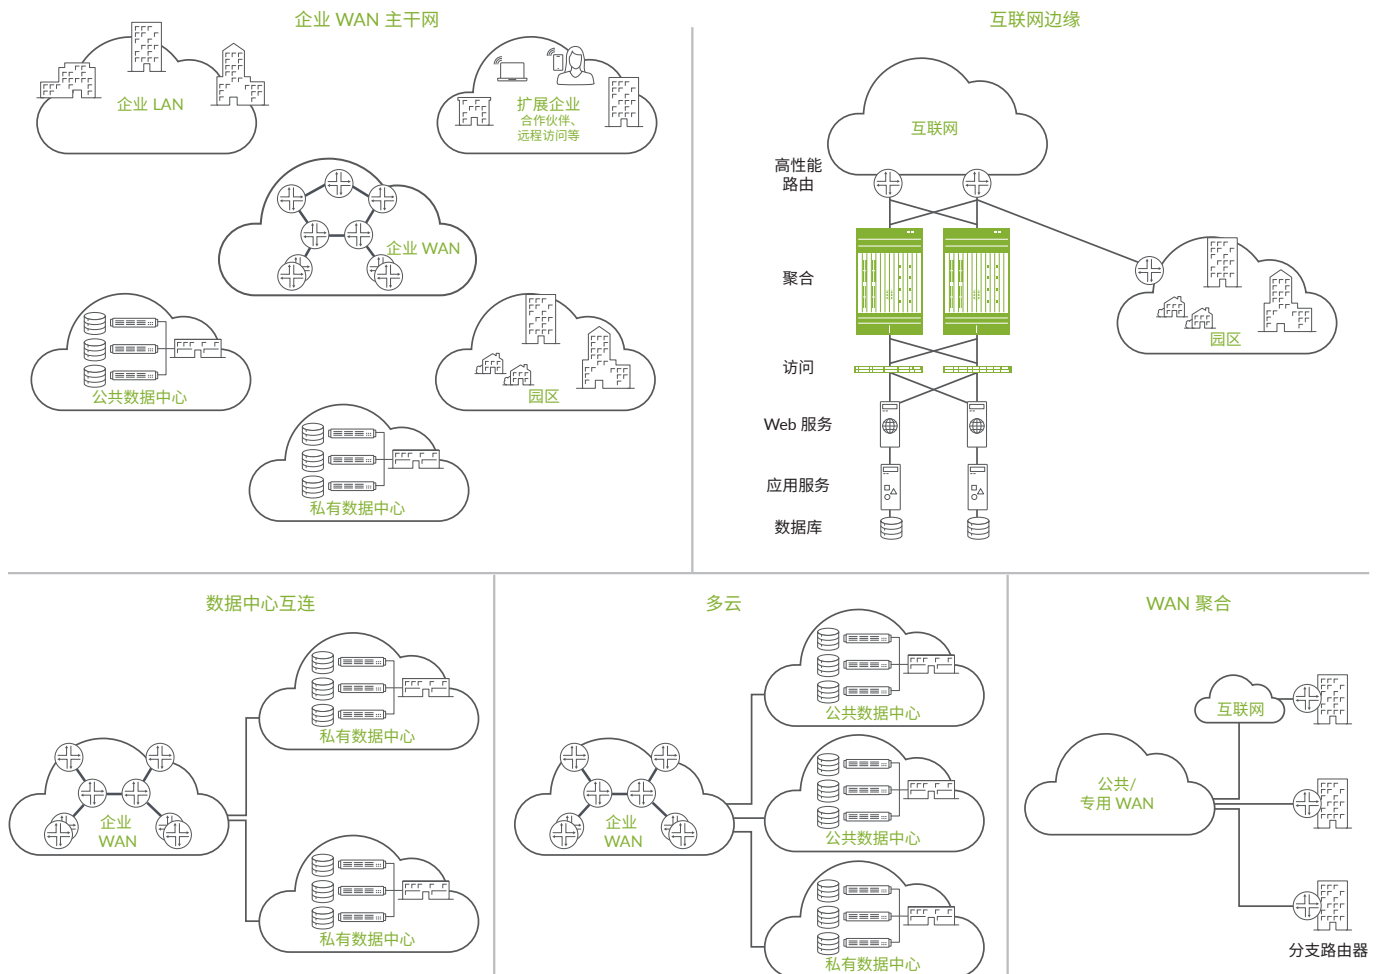 企业 WAN 主干网
企业 LAN
扩展企业
合作伙伴、
远程访问等
企业 WAN
公共数据中心
园区
私有数据中心
互联网边缘
互联网
高性能
路由
聚合
园区
访问
Web 服务
应用服务
数据库
数据中心互连
私有数据中心
企业
WAN
私有数据中心
多云
公共数据中心
企业
WAN
公共数据中心
私有数据中心
WAN 聚合
互联网
公共/
专用 WAN
分支路由器